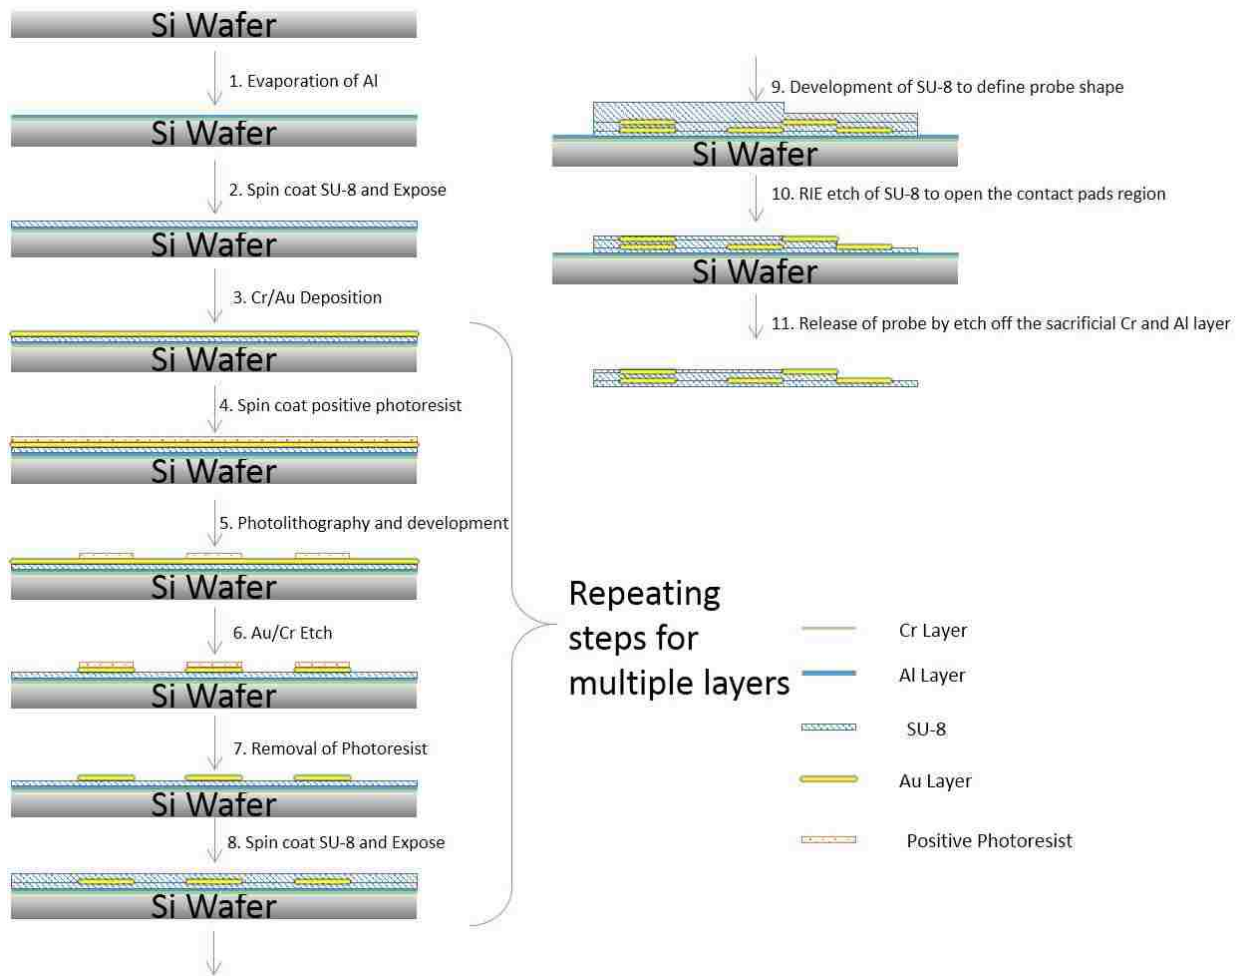 Si Wafer
1. Evaporation of Al
Si Wafer
2. Spin coat SU-8 and Expose
Si Wafer
3. Cr/Au Deposition
Si Wafer
4. Spin coat positive photoresist
Si Wafer
5. Photolithography and development
Si Wafer
6. Au/Cr Etch
Si Wafer
7. Removal of Photoresist
Si Wafer
8. Spin coat SU-8 and Expose
Si Wafer
Repeating
steps for
multiple layers
9. Development of SU-8 to define probe shape
Si Wafer
10. RIE etch of SU-8 to open the contact pads region
Si Wafer
11. Release of probe by etch off the sacrificial Cr and Al layer
Cr Layer
Al Layer
SU-8
Au Layer
Positive Photoresist